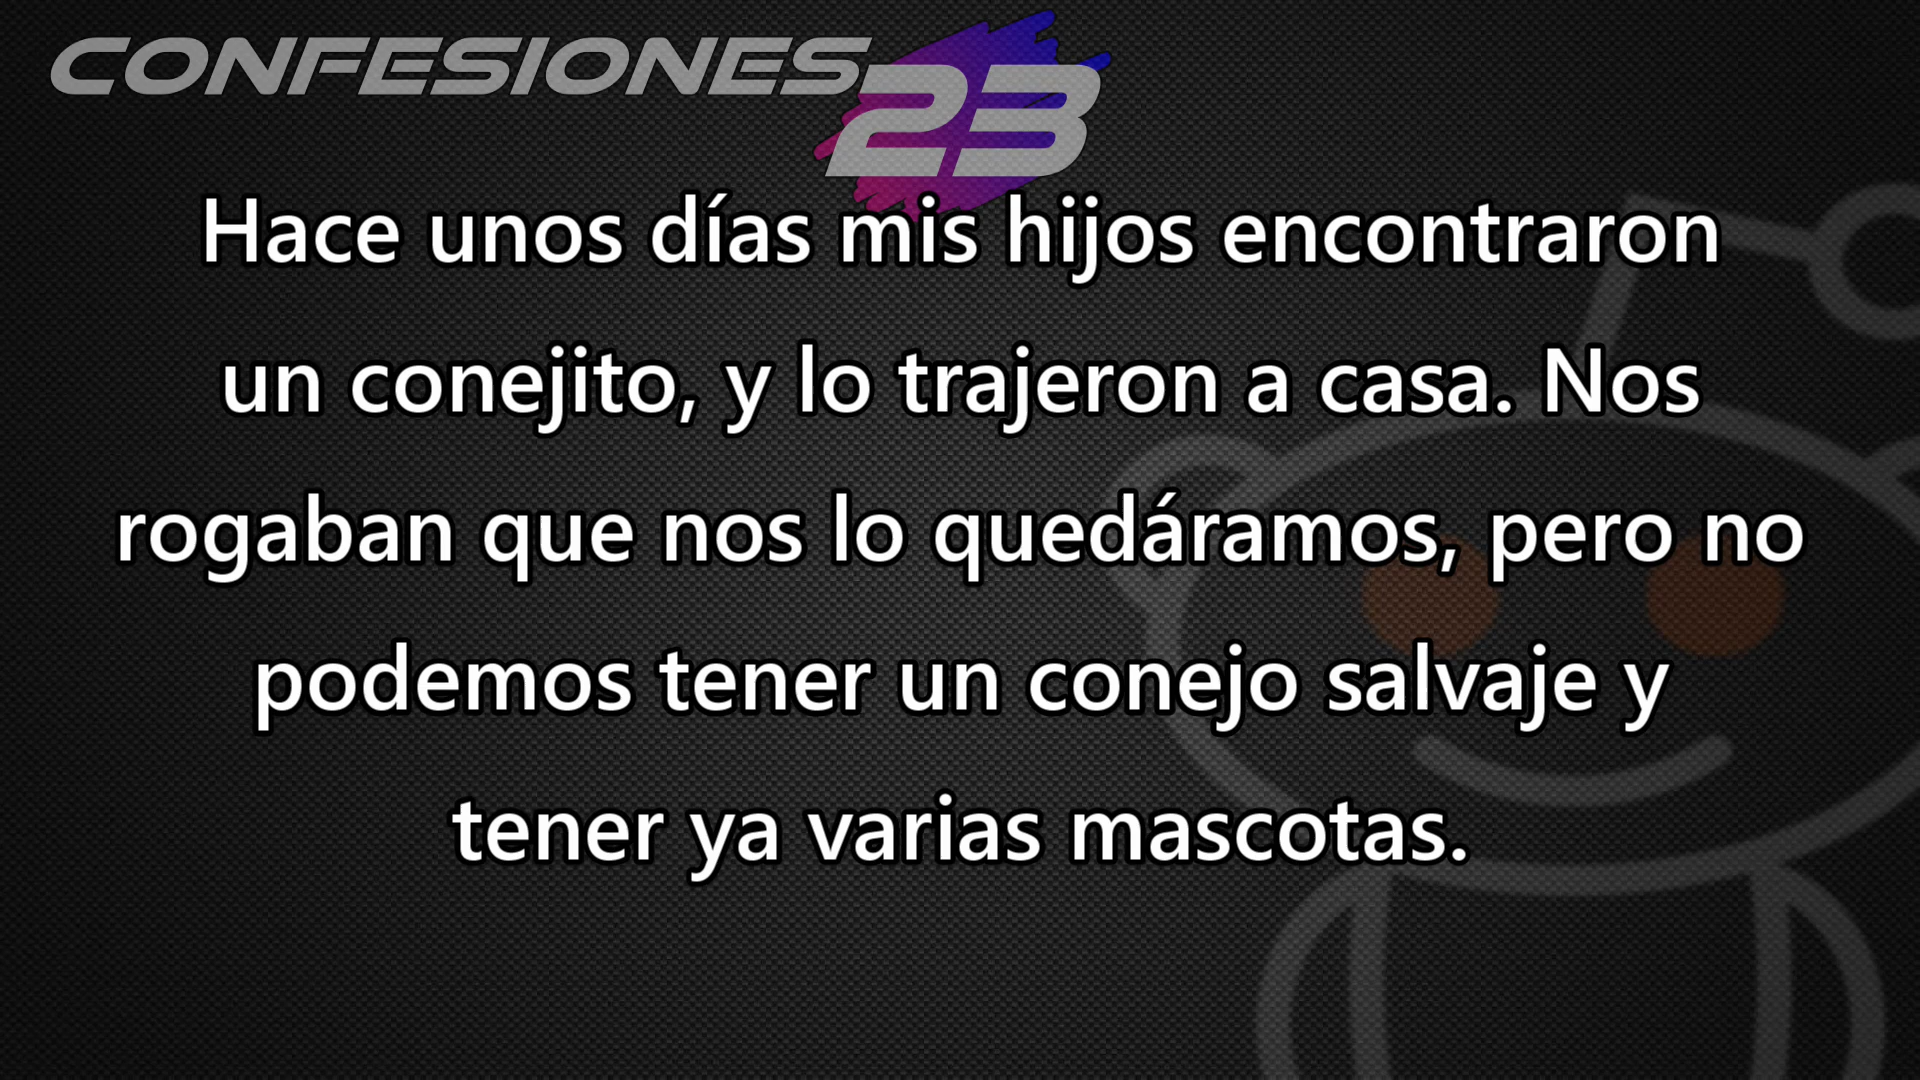 CONFESIONES 23
Hace unos días mis hijos encontraron
un conejito, y lo trajeron a casa. Nos
rogaban que nos lo quedáramos, pero no
podemos tener un conejo salvaje y
tener ya varias mascotas.